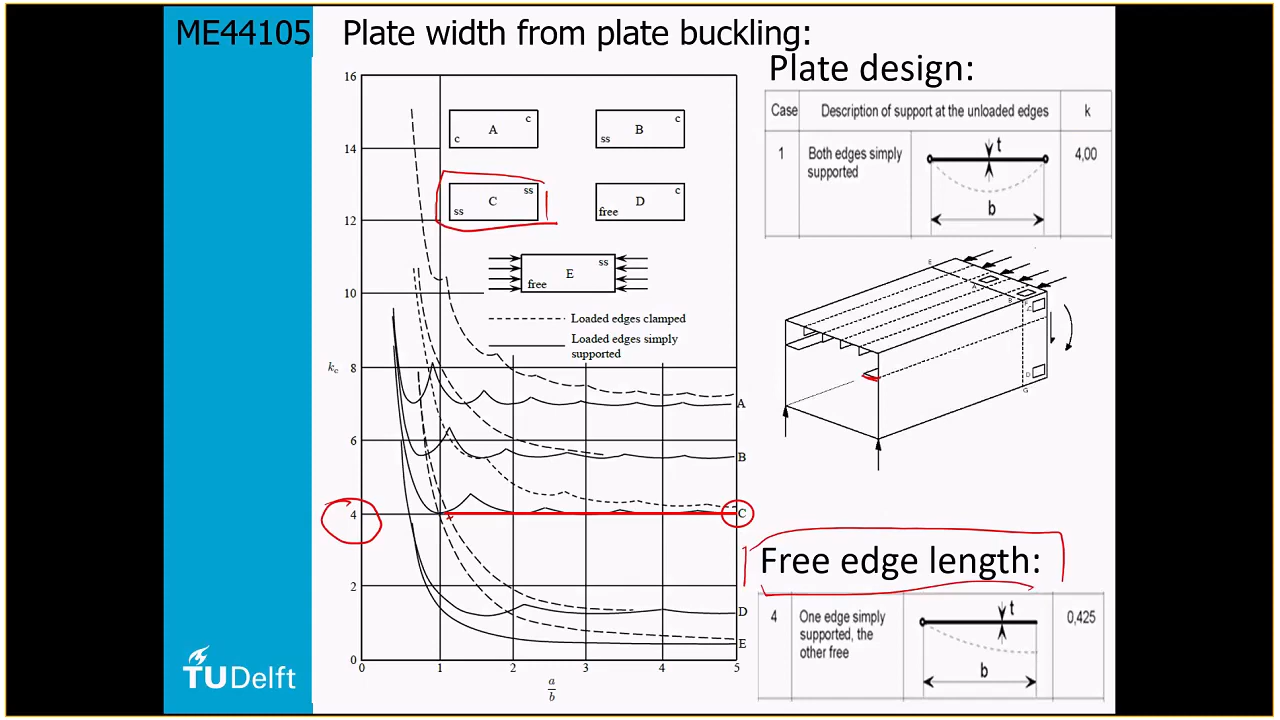 ME44105
Plate width from plate buckling:
Plate design:
16
14
12
10
8
6
4
2
0
k_c
A
c
c
B
c
ss
C
ss
ss
D
c
free
E
ss
free
Loaded edges clamped
Loaded edges simply
supported
A
B
C
D
E
0
1
2
3
4
5
a
b
Case
Description of support at the unloaded edges
k
1
Both edges simply
supported
t
b
4,00
Free edge length:
4
One edge simply
supported, the
other free
t
b
0,425
TUDelft